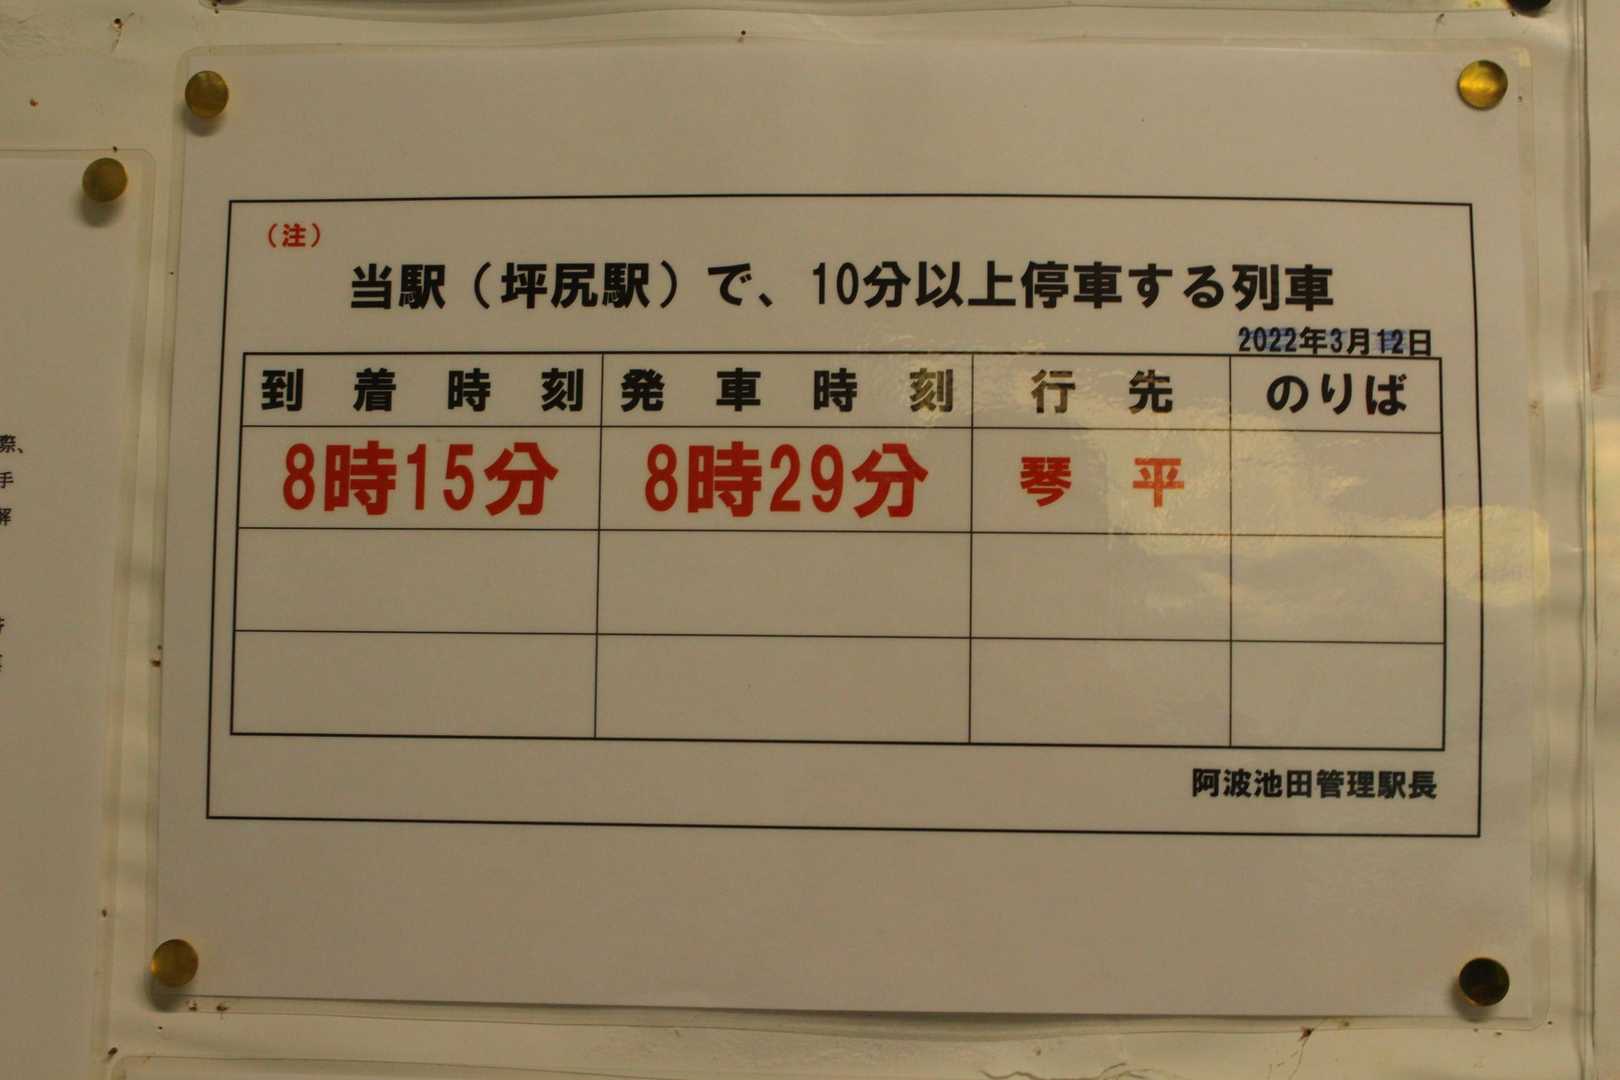 （注）
当駅（坪尻駅）で、10分以上停車する列車
2022年3月12日
到着時刻 発車時刻 行先 のりば
8時15分 8時29分 琴平
阿波池田管理駅長
際、
手
解